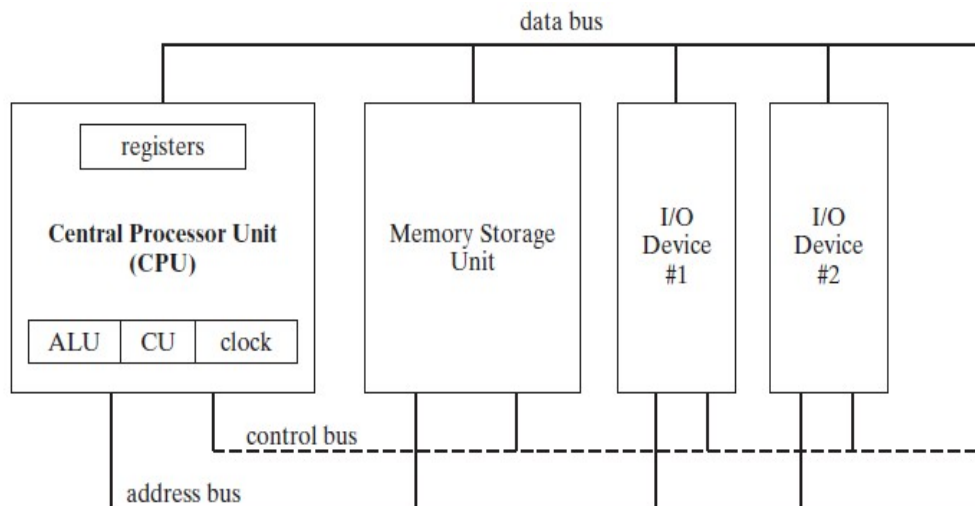 data bus
registers
Central Processor Unit
(CPU)
ALU CU clock
Memory Storage
Unit
I/O
Device
#1
I/O
Device
#2
control bus
address bus